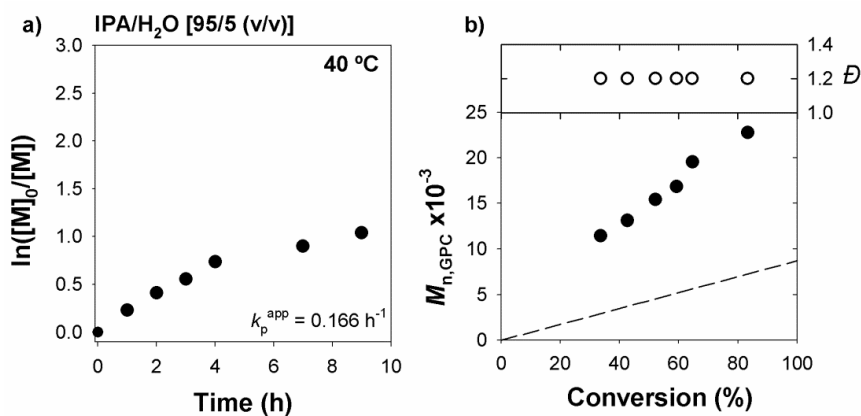 a) IPA/H₂O [95/5 (v/v)]
40 ºC
ln([M]₀/[M])
3.0
2.5
2.0
1.5
1.0
0.5
0.0
kₚᵃᵖᵖ = 0.166 h⁻¹
0 2 4 6 8 10
Time (h)
b)
1.4
1.2 Đ
1.0
Mn,GPC x10⁻³
25
20
15
10
5
0
0 20 40 60 80 100
Conversion (%)